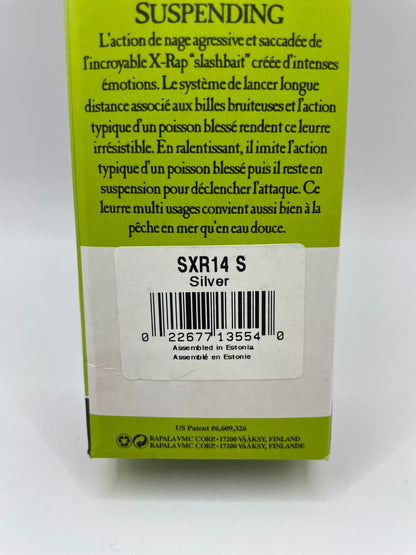 SUSPENDING
L'action de nage agressive et saccadée de
l'incroyable X-Rap "slashbait" créée d'intenses
émotions. Le système de lancer longue
distance associé aux billes bruiteuses et l'action
typique d'un poisson blessé rendent ce leurre
irrésistible. En ralentissant, il imite l'action
typique d'un poisson blessé puis il reste en
suspension pour déclencher l'attaque. Ce
leurre multi usages convient aussi bien à la
pêche en mer qu'en eau douce.
SXR14 S
Silver
0 22677 13554 0
Assembled in Estonia
Assemblé en Estonie
US Patent #6,609,326
RAPALA VMC CORP. • 17200 VÄÄKSY, FINLAND
RAPALA VMC CORP. • 17200 VÄÄKSY, FINLANDE